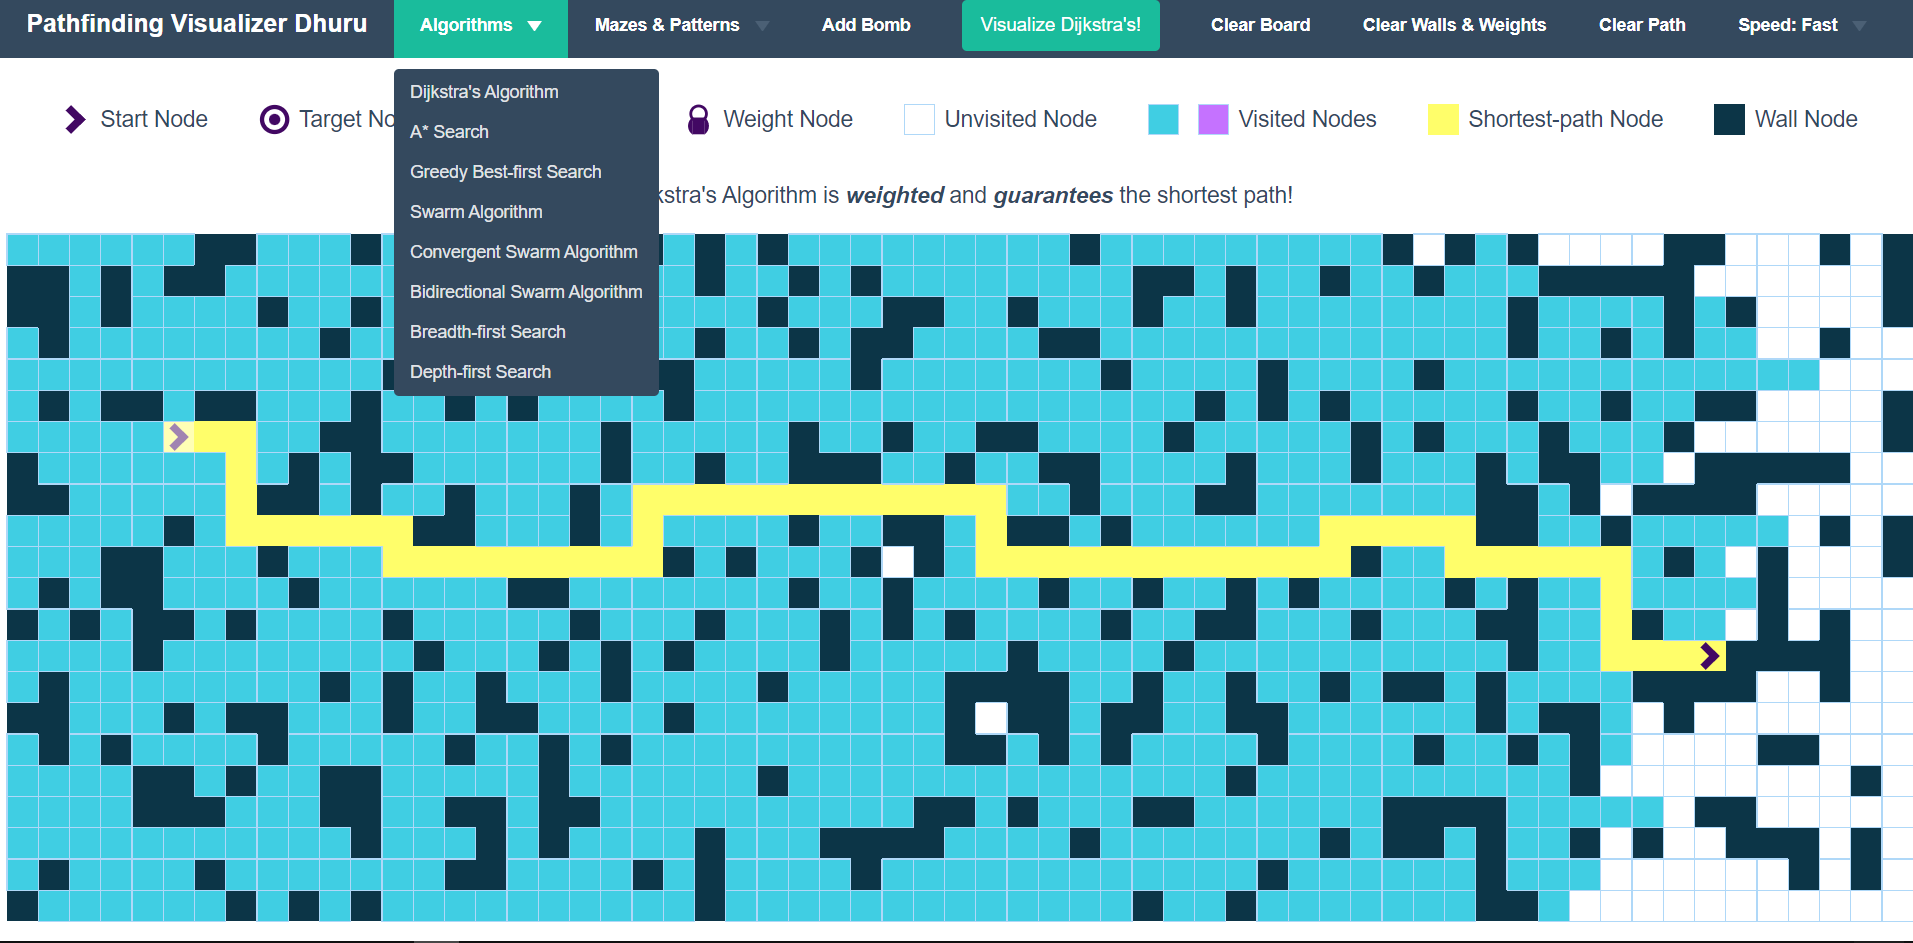 Pathfinding Visualizer Dhuru Algorithms Mazes & Patterns Add Bomb Visualize Dijkstra's! Clear Board Clear Walls & Weights Clear Path Speed: Fast
Dijkstra's Algorithm
A* Search
Greedy Best-first Search
Swarm Algorithm
Convergent Swarm Algorithm
Bidirectional Swarm Algorithm
Breadth-first Search
Depth-first Search
Start Node Target No Weight Node Unvisited Node Visited Nodes Shortest-path Node Wall Node
kstra's Algorithm is weighted and guarantees the shortest path!